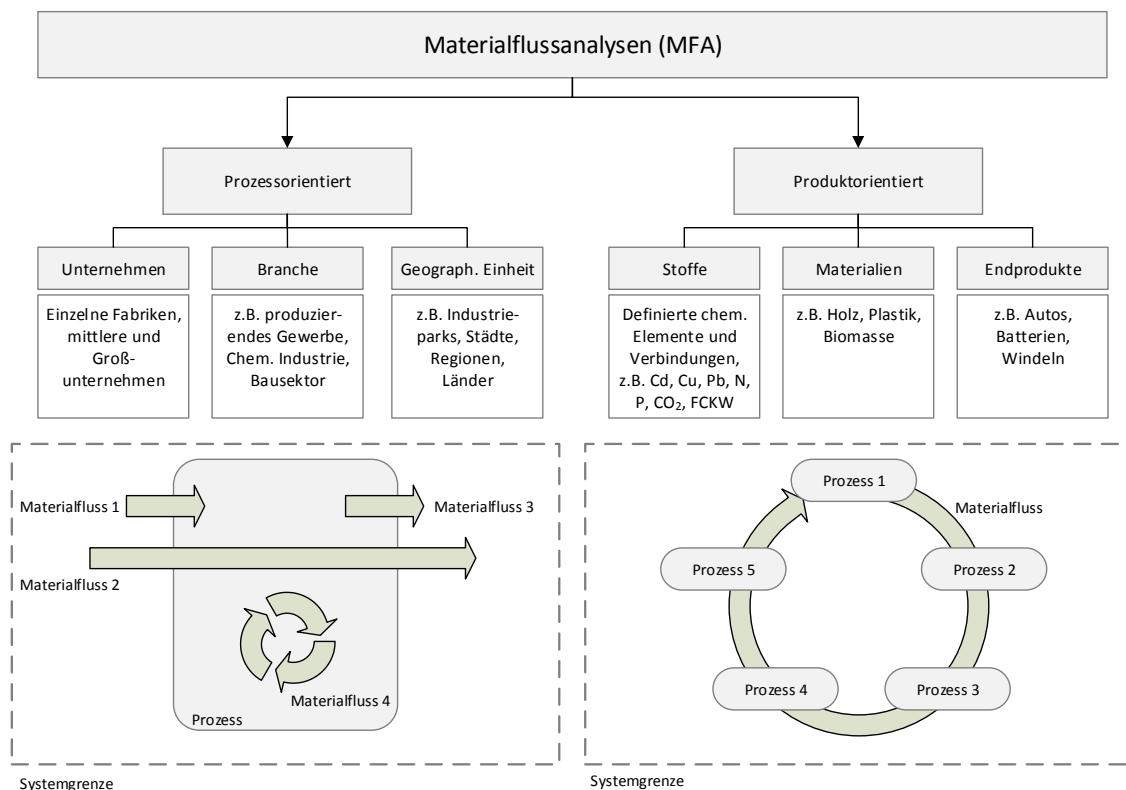 Materialflussanalysen (MFA)
Prozessorientiert
Produktorientiert
Unternehmen
Branche
Geograph. Einheit
Stoffe
Materialien
Endprodukte
Einzelne Fabriken,
mittlere und
Groß-
unternehmen
z.B. produzier-
endes Gewerbe,
Chem. Industrie,
Bausektor
z.B. Industrie-
parks, Städte,
Regionen,
Länder
Definierte chem.
Elemente und
Verbindungen,
z.B. Cd, Cu, Pb, N,
P, CO₂, FCKW
z.B. Holz, Plastik,
Biomasse
z.B. Autos,
Batterien,
Windeln
Materialfluss 1
Materialfluss 3
Materialfluss 2
Materialfluss 4
Prozess
Systemgrenze
Prozess 1
Materialfluss
Prozess 5
Prozess 2
Prozess 4
Prozess 3
Systemgrenze